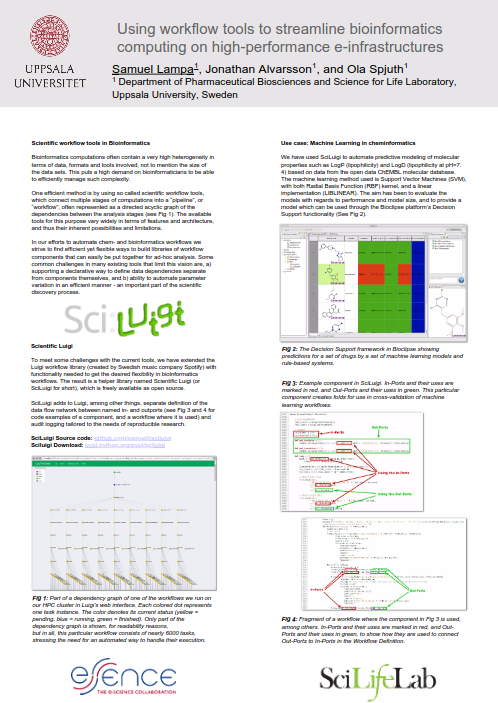 Using workflow tools to streamline bioinformatics
computing on high-performance e-infrastructures
UPPSALA
UNIVERSITET
Samuel Lampa1, Jonathan Alvarsson1, and Ola Spjuth1
1 Department of Pharmaceutical Biosciences and Science for Life Laboratory,
Uppsala University, Sweden
Scientific workflow tools in Bioinformatics
Bioinformatics computations often contain a very high heterogeneity in
terms of data, formats and tools involved, not to mention the size of
the data sets. This puts a high demand on bioinformaticians to be able
to efficiently manage such complexity.
One efficient method is by using so called scientific workflow tools,
which connect multiple stages of computations into a "pipeline", or
"workflow", often represented as a directed acyclic graph of the
dependencies between the analysis stages (see Fig 1). The available
tools for this purpose vary widely in terms of features and architecture,
and thus their inherent possibilities and limitations.
In our efforts to automate chem- and bioinformatics workflows we
strive to find efficient yet flexible ways to build libraries of workflow
components that can easily be put together for ad-hoc analysis. Some
common challenges in many existing tools that limit this vision are, a)
supporting a declarative way to define data dependencies separate
from components themselves, and b) ability to automate parameter
variation in an efficient manner - an important part of the scientific
discovery process.
Sci:Luigi
Scientific Luigi
To meet some challenges with the current tools, we have extended the
Luigi workflow library (created by Swedish music company Spotify) with
functionality needed to get the desired flexibility in bioinformatics
workflows. The result is a helper library named Scientific Luigi (or
SciLuigi for short), which is freely available as open source.
SciLuigi adds to Luigi, among other things, separate definition of the
data flow network between named in- and outports (see Fig 3 and 4 for
code examples of a component, and a workflow where it is used) and
audit logging tailored to the needs of reproducible research.
SciLuigi Source code: github.com/samuell/sciluigi
Sciluigi Download: pypi.python.org/pypi/sciluigi
Fig 1: Part of a dependency graph of one of the workflows we run on
our HPC cluster in Luigi's web interface. Each colored dot represents
one task instance. The color denotes its current status (yellow =
pending, blue = running, green = finished). Only part of the
dependency graph is shown, for readability reasons,
but in all, this particular workflow consists of nearly 6000 tasks,
stressing the need for an automated way to handle their execution.
Use case: Machine Learning in cheminformatics
We have used SciLuigi to automate predictive modeling of molecular
properties such as LogP (lipophilicity) and LogD (lipophilicity at pH=7.
4) based on data from the open data ChEMBL molecular database.
The machine learning method used is Support Vector Machines (SVM),
with both Radial Basis Function (RBF) kernel, and a linear
implementation (LIBLINEAR). The aim has been to evaluate the
models with regards to performance and model size, and to provide a
model which can be used through the Bioclipse platform's Decision
Support functionality (See Fig 2).
Fig 2: The Decision Support framework in Bioclipse showing
predictions for a set of drugs by a set of machine learning models and
rule-based systems.
Fig 3: Example component in SciLuigi. In-Ports and their uses are
marked in red, and Out-Ports and their uses in green. This particular
component creates folds for use in cross-validation of machine
learning workflows.
In-Ports
Out-Ports
Using the In-Ports
Using the Out-Ports
In-Ports
Out-Ports
Fig 4: Fragment of a workflow where the component in Fig 3 is used,
among others. In-Ports and their uses are marked in red, and Out-
Ports and their uses in green, to show how they are used to connect
Out-Ports to In-Ports in the Workflow Definition.
eSSENCE
THE e-SCIENCE COLLABORATION
SciLifeLab